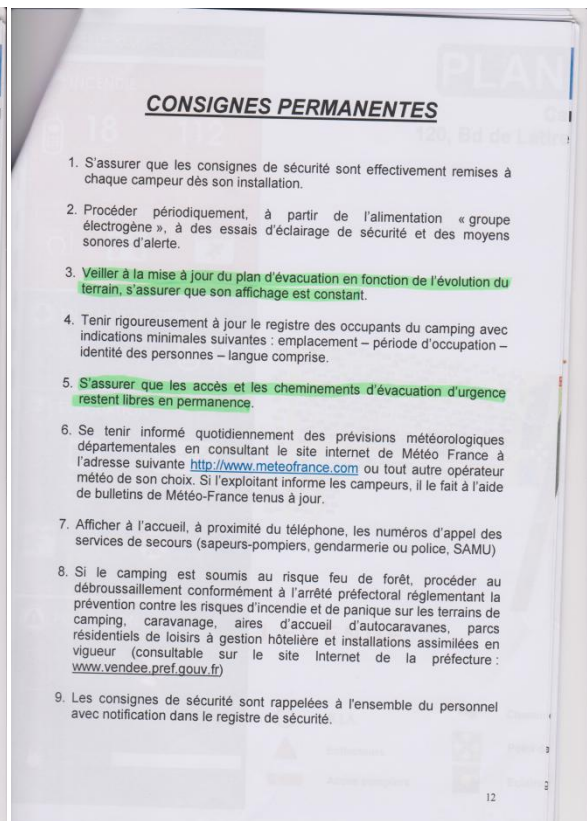 CONSIGNES PERMANENTES
1. S'assurer que les consignes de sécurité sont effectivement remises à
chaque campeur dès son installation.
2. Procéder périodiquement, à partir de l'alimentation « groupe
électrogène », à des essais d'éclairage de sécurité et des moyens
sonores d'alerte.
3. Veiller à la mise à jour du plan d'évacuation en fonction de l'évolution du
terrain, s'assurer que son affichage est constant.
4. Tenir rigoureusement à jour le registre des occupants du camping avec
indications minimales suivantes : emplacement – période d'occupation –
identité des personnes – langue comprise.
5. S'assurer que les accès et les cheminements d'évacuation d'urgence
restent libres en permanence.
6. Se tenir informé quotidiennement des prévisions météorologiques
départementales en consultant le site internet de Météo France à
l'adresse suivante http://www.meteofrance.com ou tout autre opérateur
météo de son choix. Si l'exploitant informe les campeurs, il le fait à l'aide
de bulletins de Météo-France tenus à jour.
7. Afficher à l'accueil, à proximité du téléphone, les numéros d'appel des
services de secours (sapeurs-pompiers, gendarmerie ou police, SAMU)
8. Si le camping est soumis au risque feu de forêt, procéder au
débroussaillement conformément à l'arrêté préfectoral réglementant la
prévention contre les risques d'incendie et de panique sur les terrains de
camping, caravanage, aires d'accueil d'autocaravanes, parcs
résidentiels de loisirs à gestion hôtelière et installations assimilées en
vigueur (consultable sur le site Internet de la préfecture :
www.vendee.pref.gouv.fr)
9. Les consignes de sécurité sont rappelées à l'ensemble du personnel
avec notification dans le registre de sécurité.
12
PLAN
120, Bd de Lattre
18 112